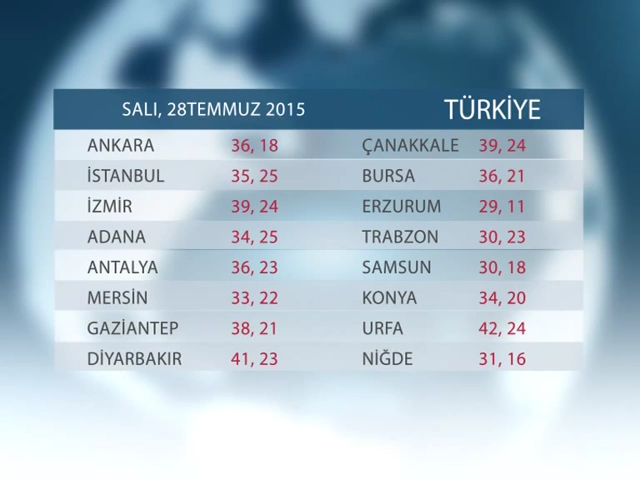 SALI, 28TEMMUZ 2015 TÜRKİYE
ANKARA 36, 18 ÇANAKKALE 39, 24
İSTANBUL 35, 25 BURSA 36, 21
İZMİR 39, 24 ERZURUM 29, 11
ADANA 34, 25 TRABZON 30, 23
ANTALYA 36, 23 SAMSUN 30, 18
MERSİN 33, 22 KONYA 34, 20
GAZİANTEP 38, 21 URFA 42, 24
DİYARBAKIR 41, 23 NİĞDE 31, 16